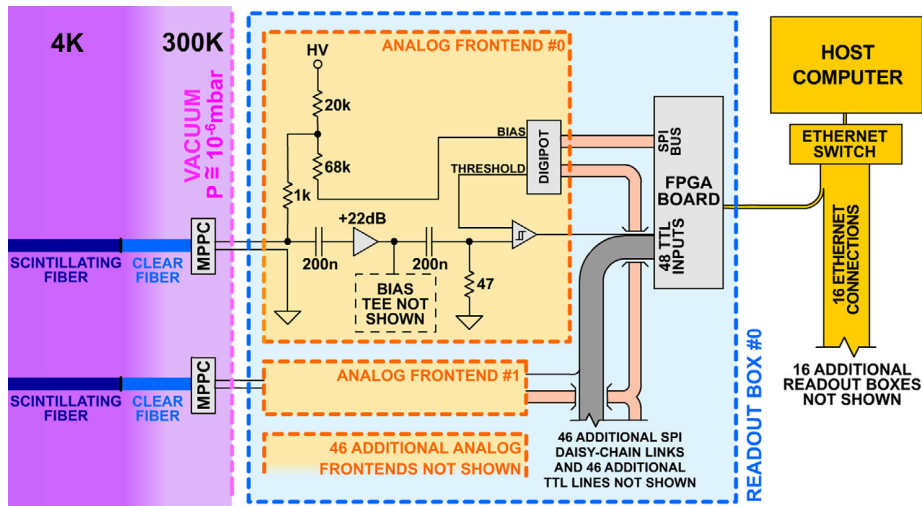 4K
300K
VACUUM
P ≅ 10⁻⁶mbar
SCINTILLATING
FIBER
CLEAR
FIBER
MPPC
SCINTILLATING
FIBER
CLEAR
FIBER
MPPC
ANALOG FRONTEND #0
HV
20k
68k
1k
+22dB
200n
200n
BIAS
TEE NOT
SHOWN
47
BIAS
THRESHOLD
DIGIPOT
ANALOG FRONTEND #1
46 ADDITIONAL ANALOG
FRONTENDS NOT SHOWN
46 ADDITIONAL SPI
DAISY-CHAIN LINKS
AND 46 ADDITIONAL
TTL LINES NOT SHOWN
SPI
BUS
FPGA
BOARD
48 TTL
INPUTS
READOUT BOX #0
HOST
COMPUTER
ETHERNET
SWITCH
16 ETHERNET
CONNECTIONS
16 ADDITIONAL
READOUT BOXES
NOT SHOWN